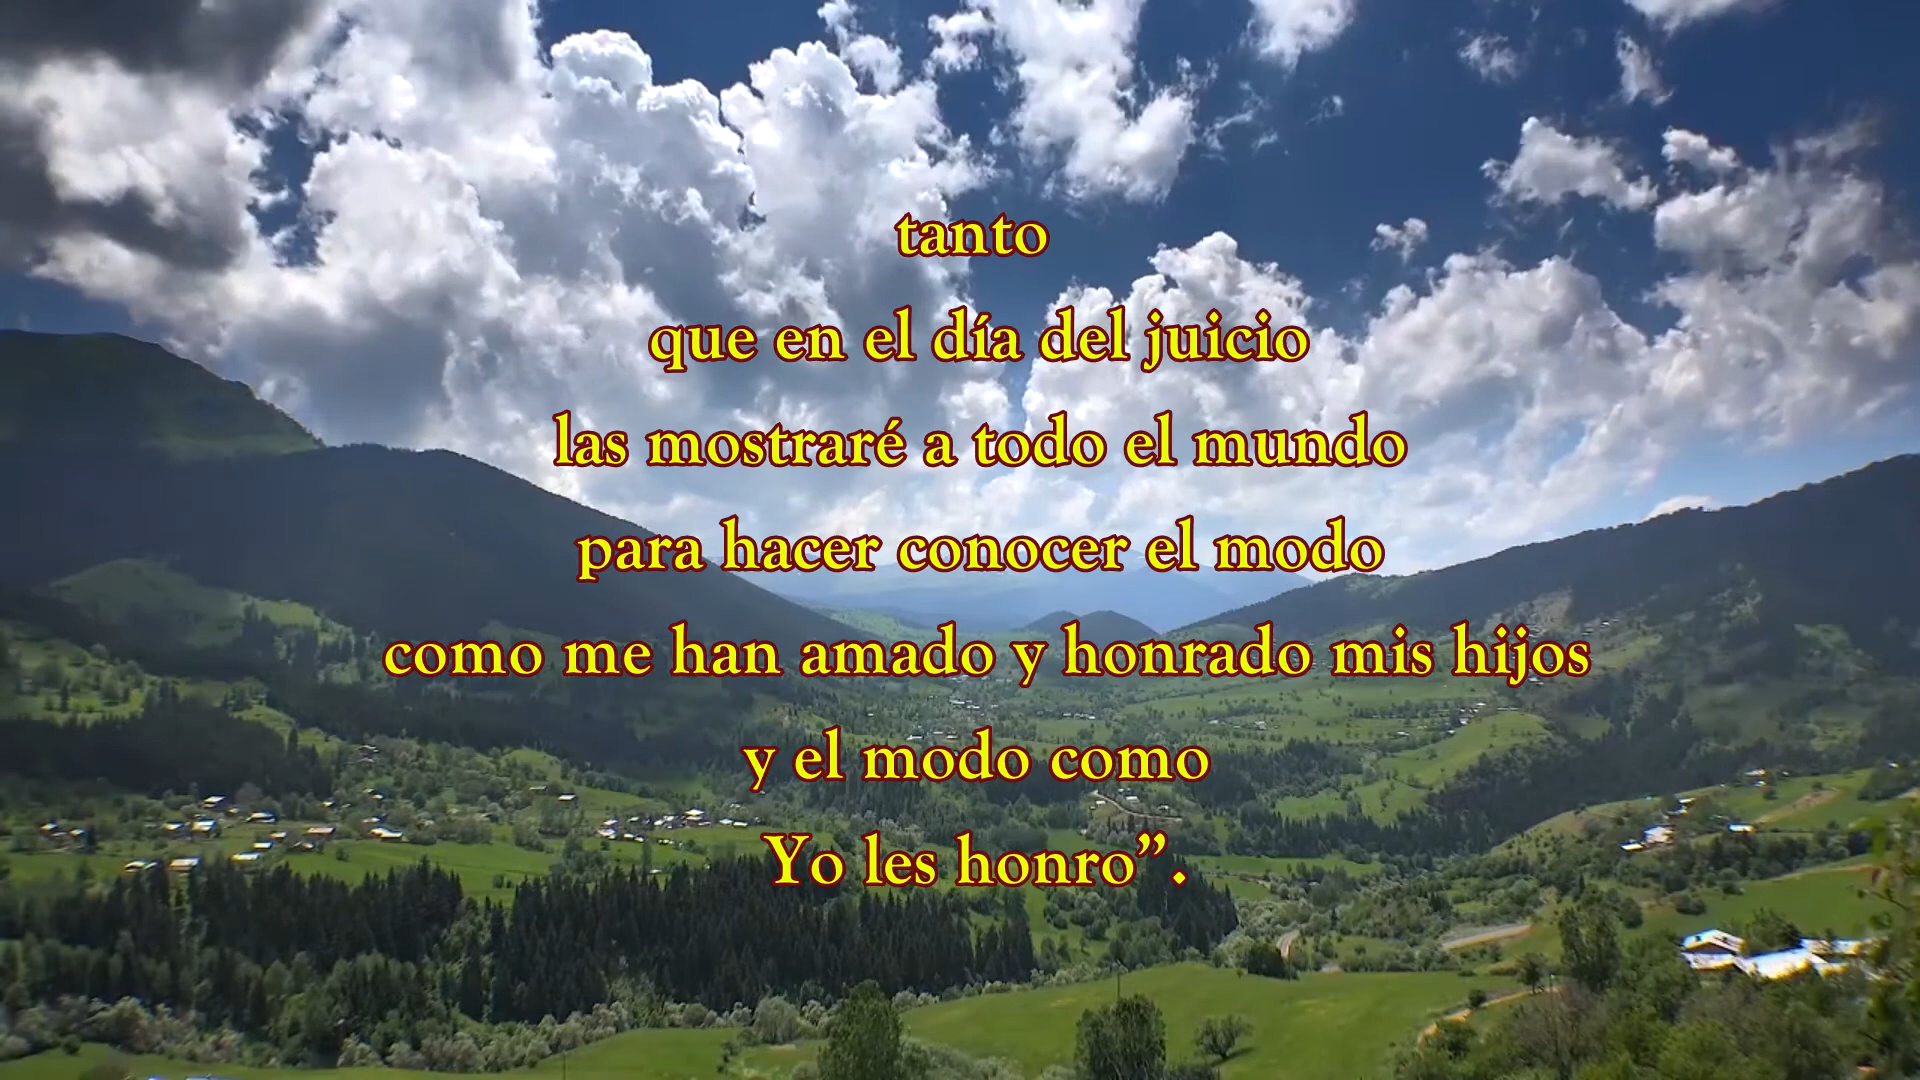 tanto
que en el día del juicio
las mostraré a todo el mundo
para hacer conocer el modo
como me han amado y honrado mis hijos
y el modo como
Yo les honro”.